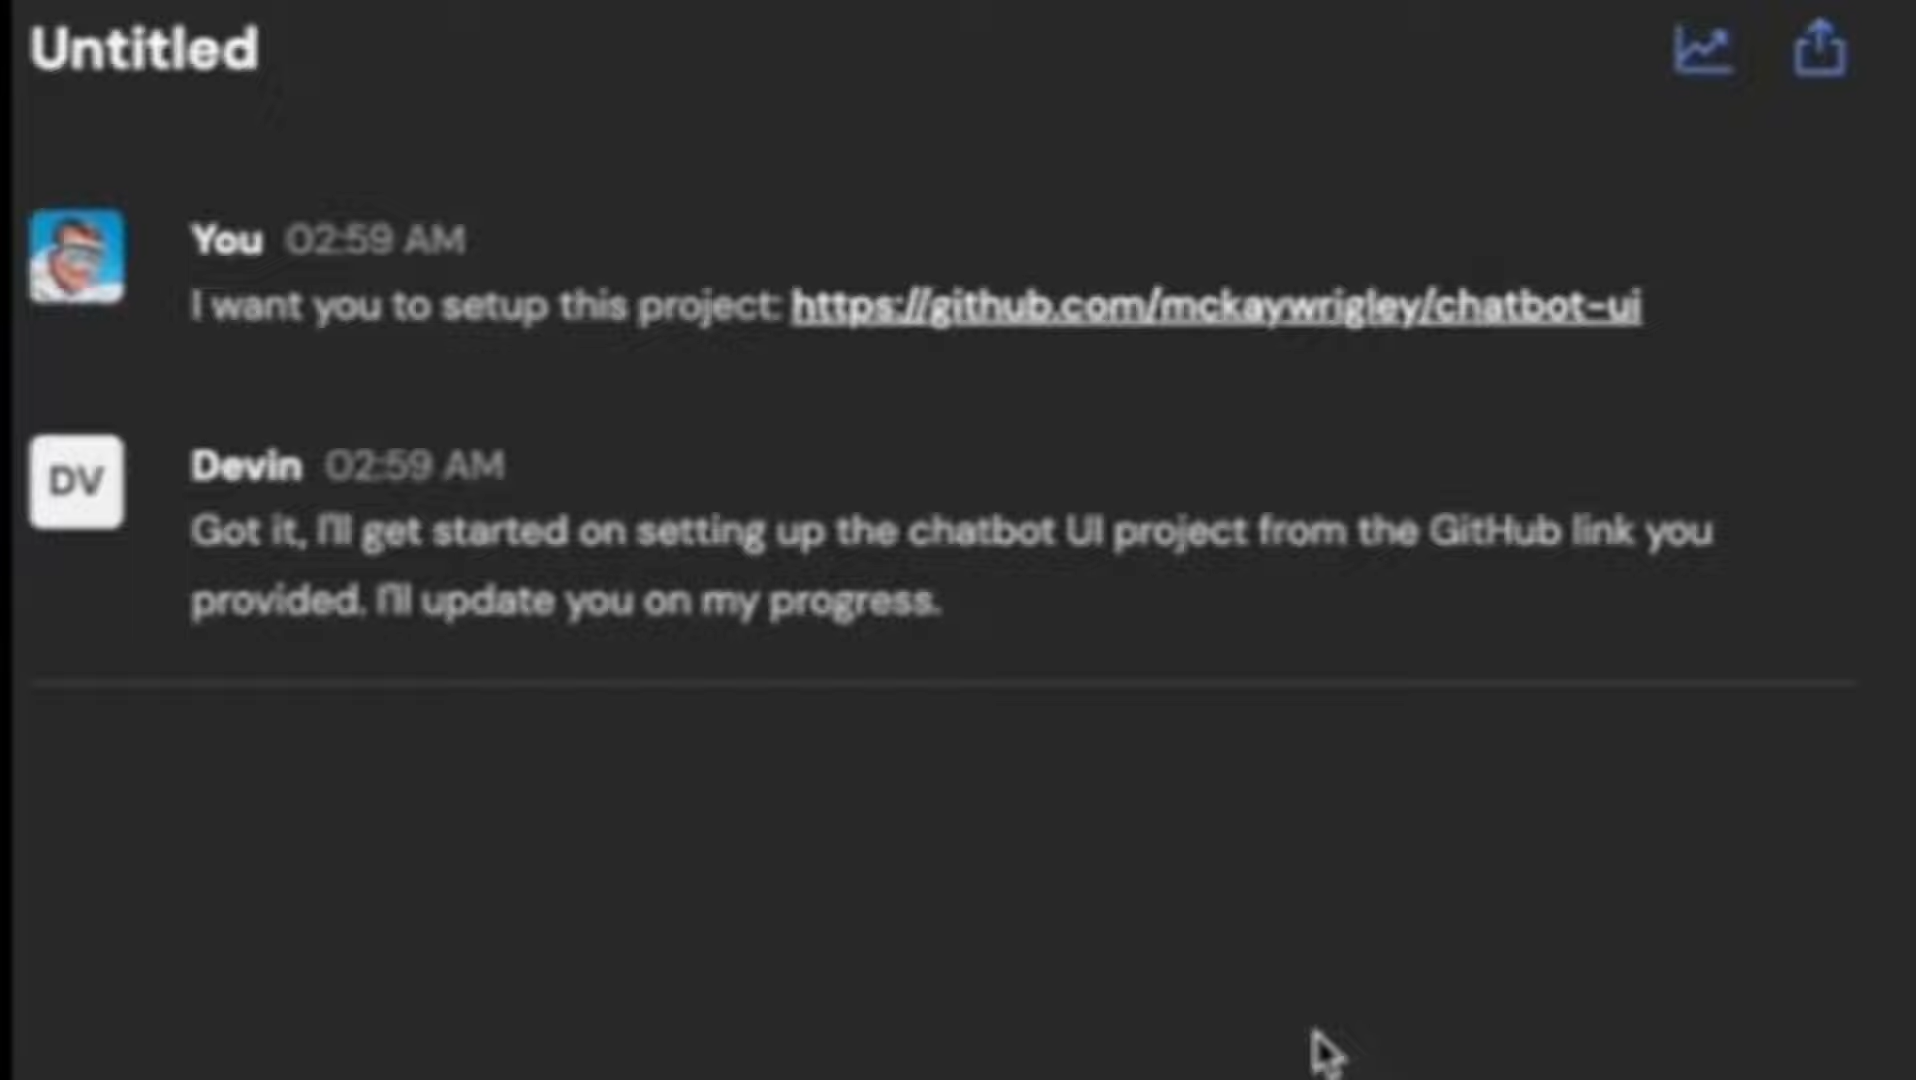 Untitled
You 02:59 AM
I want you to setup this project: https://github.com/mckaywrigley/chatbot-ui
DV
Devin 02:59 AM
Got it, I'll get started on setting up the chatbot UI project from the GitHub link you
provided. I'll update you on my progress.